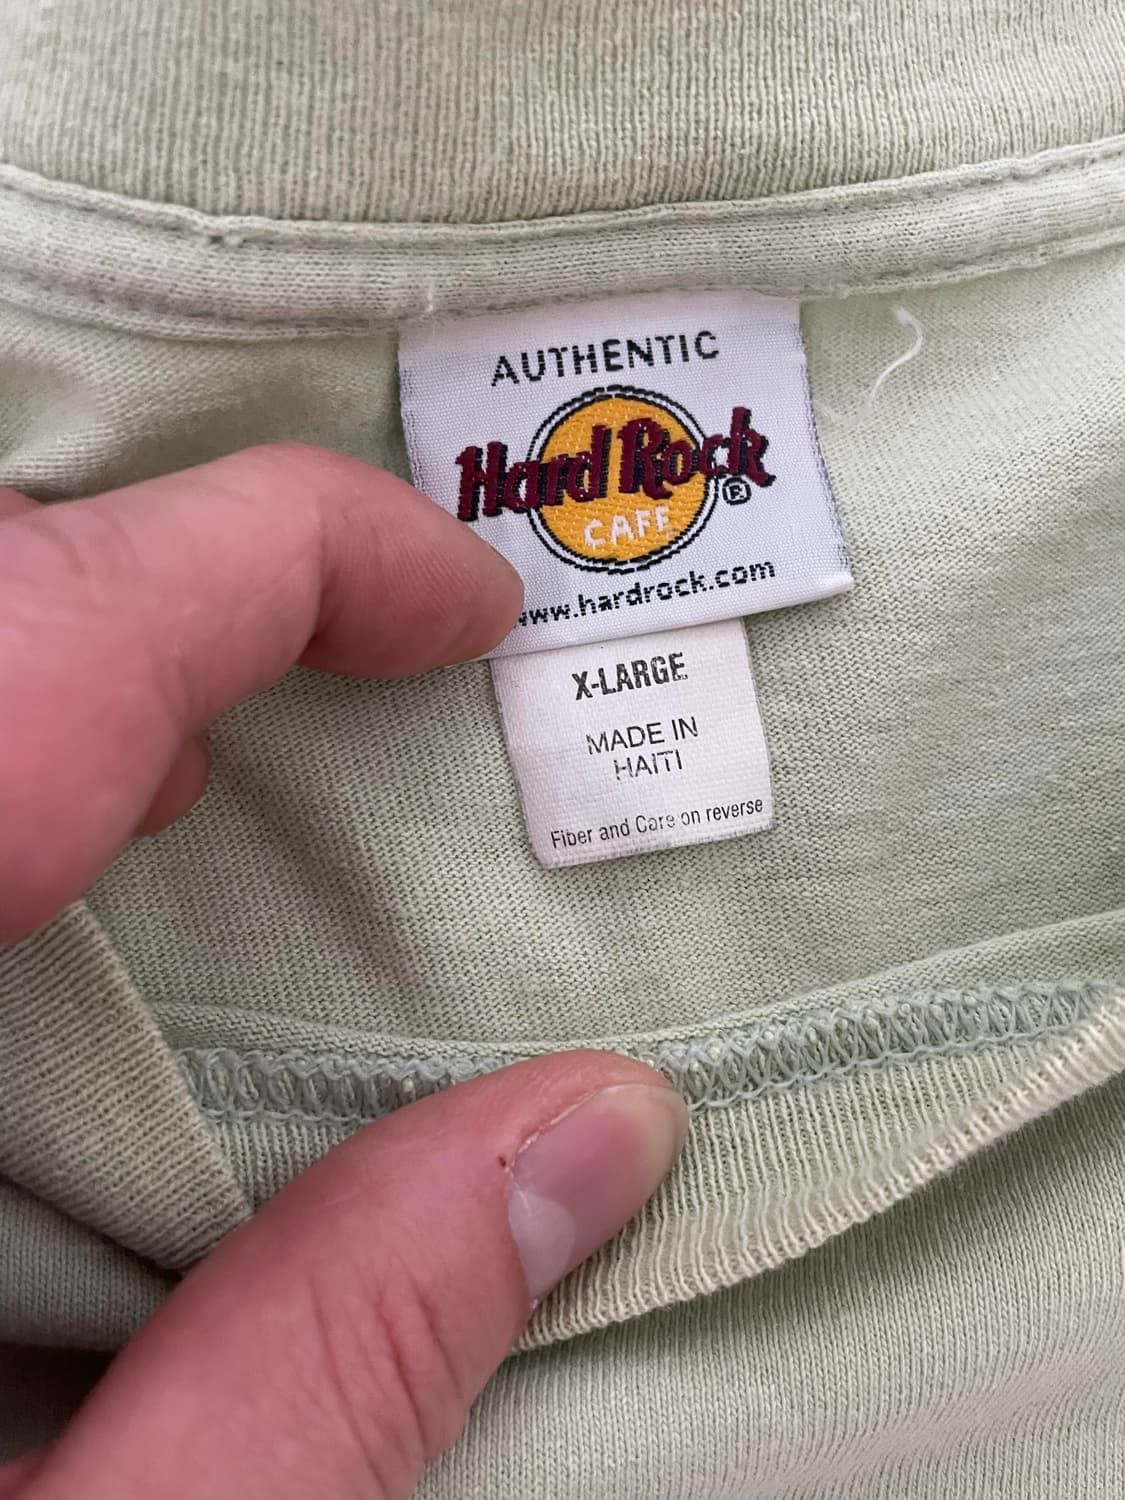 AUTHENTIC
Hard Rock
®
CAFE
www.hardrock.com
X-LARGE
MADE IN
HAITI
Fiber and Care on reverse